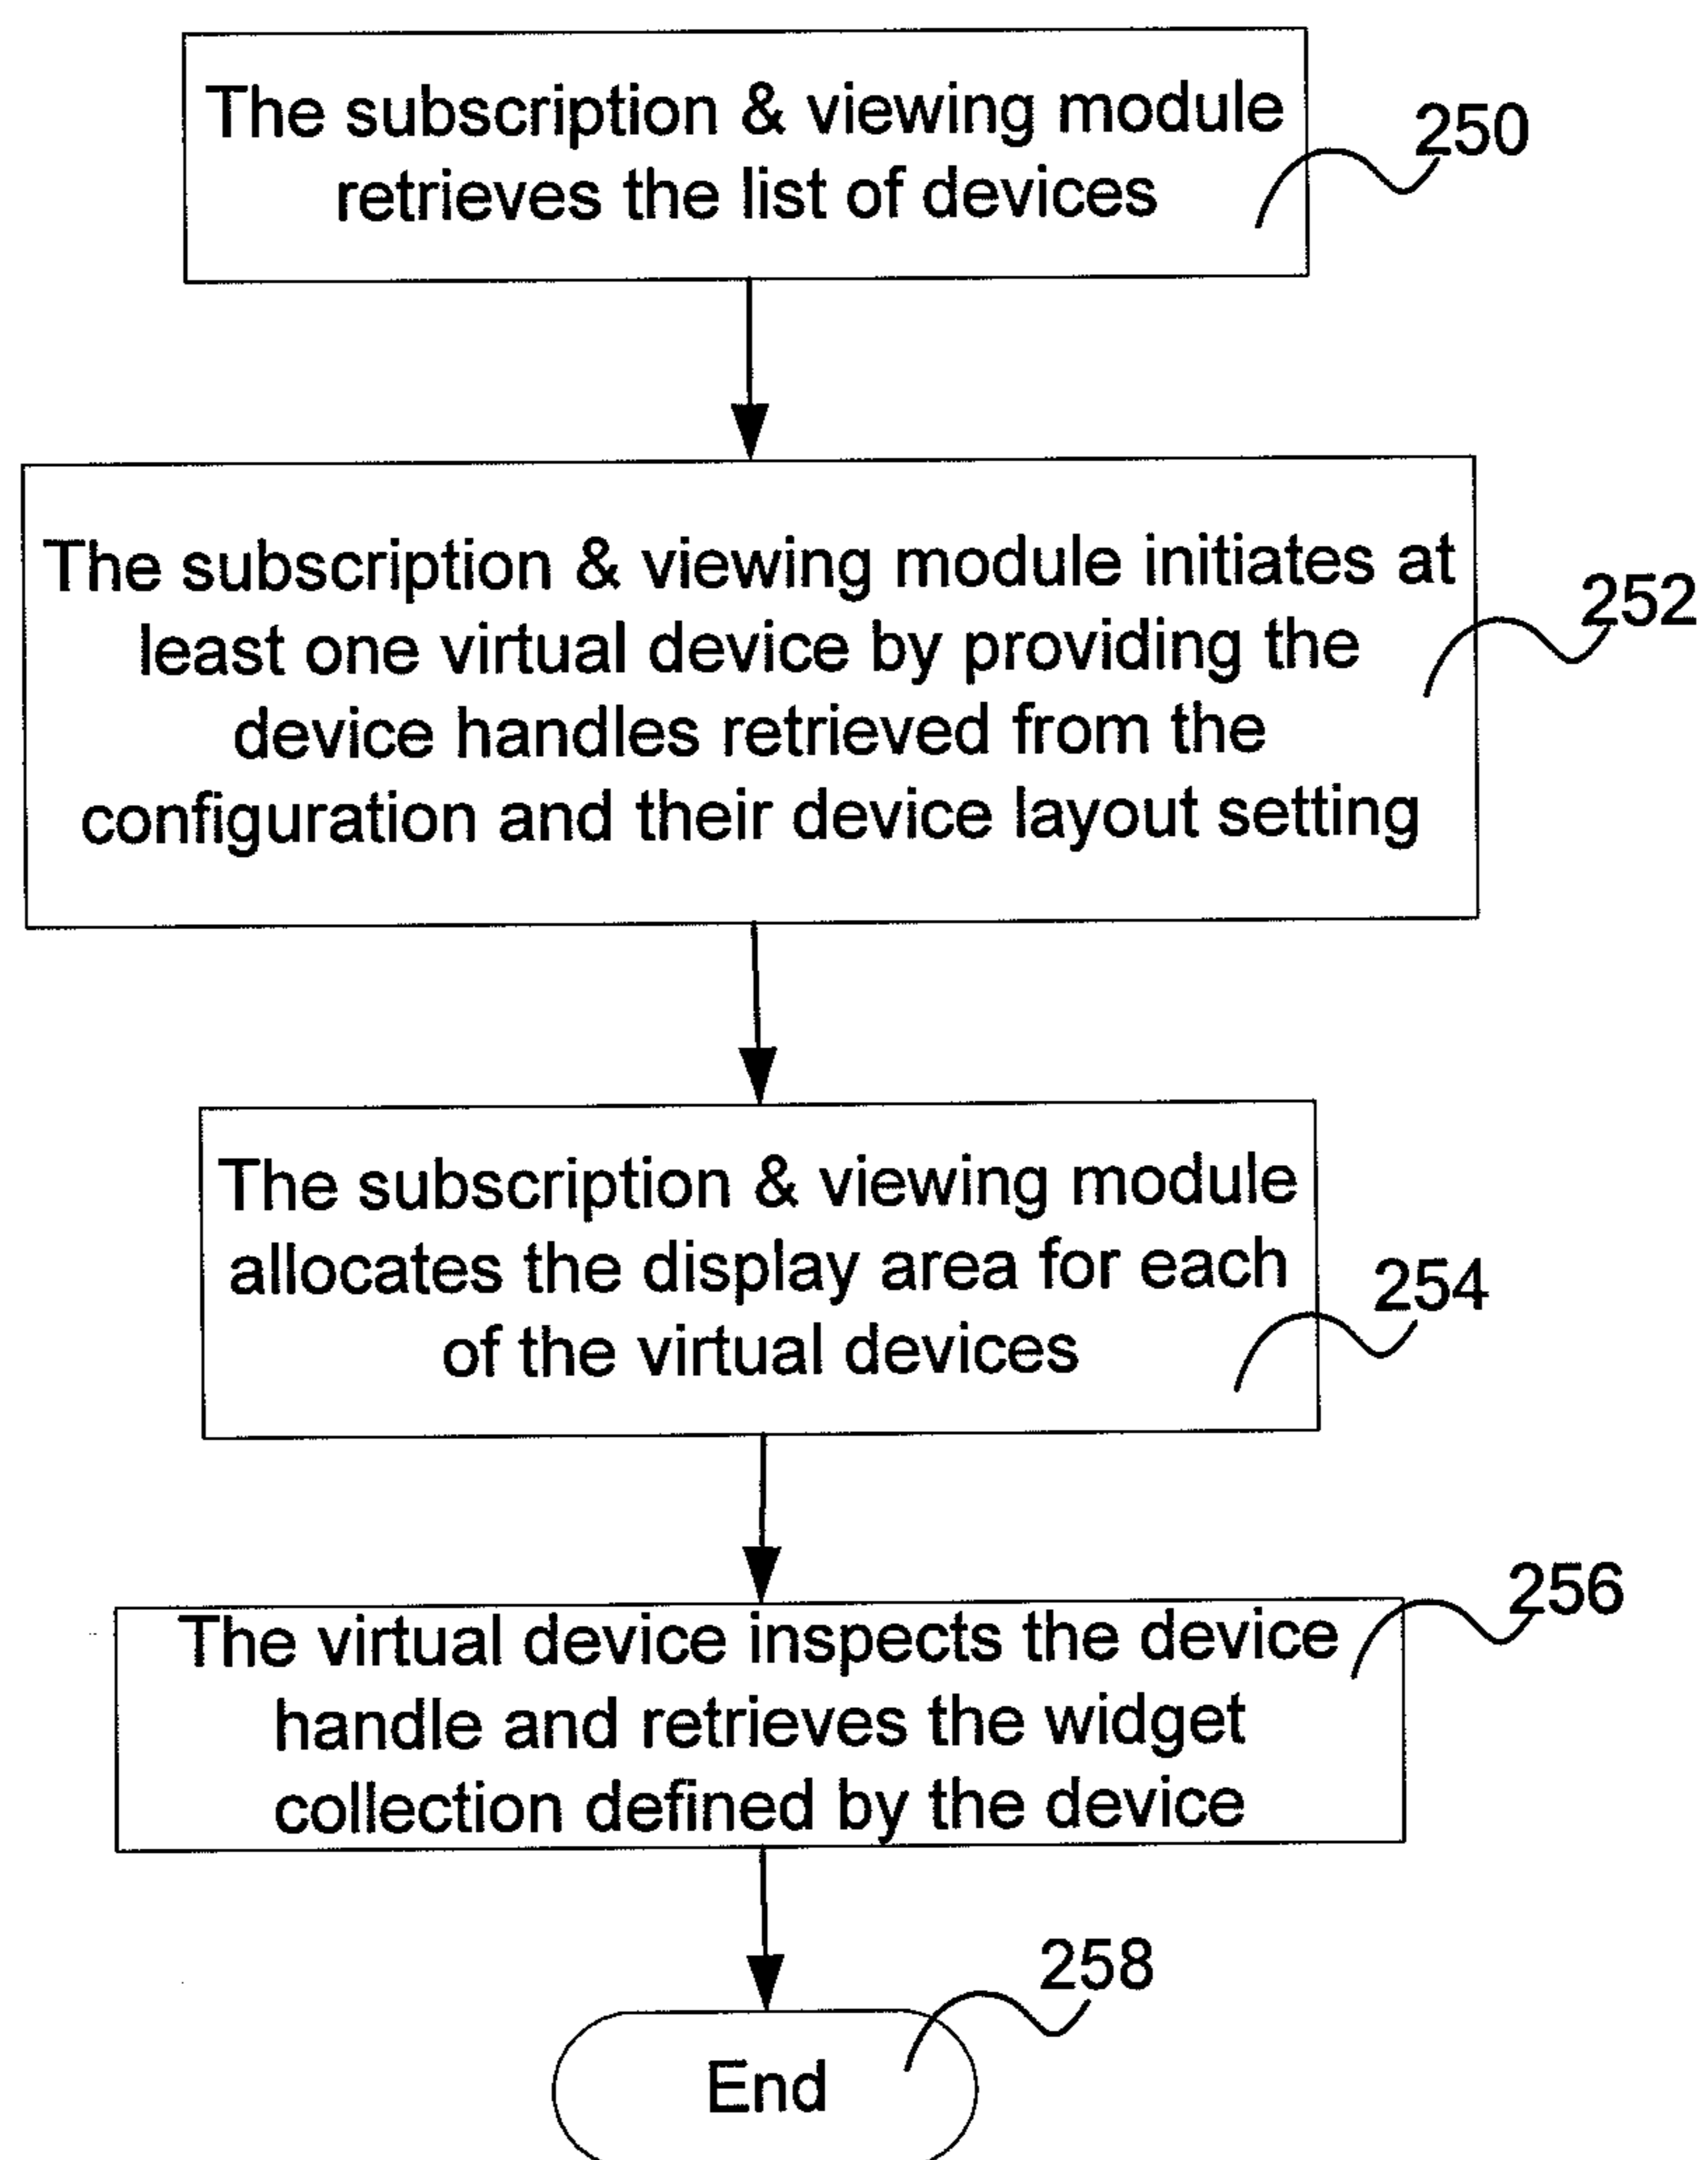 The subscription & viewing module
retrieves the list of devices
250
The subscription & viewing module initiates at
least one virtual device by providing the
device handles retrieved from the
configuration and their device layout setting
252
The subscription & viewing module
allocates the display area for each
of the virtual devices
254
The virtual device inspects the device
handle and retrieves the widget
collection defined by the device
256
258
End